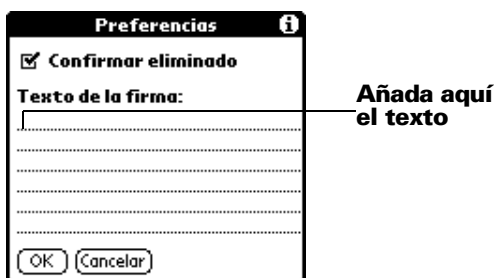 Preferencias
Confirmar eliminado
Texto de la firma:
Añada aquí
el texto
OK Cancelar